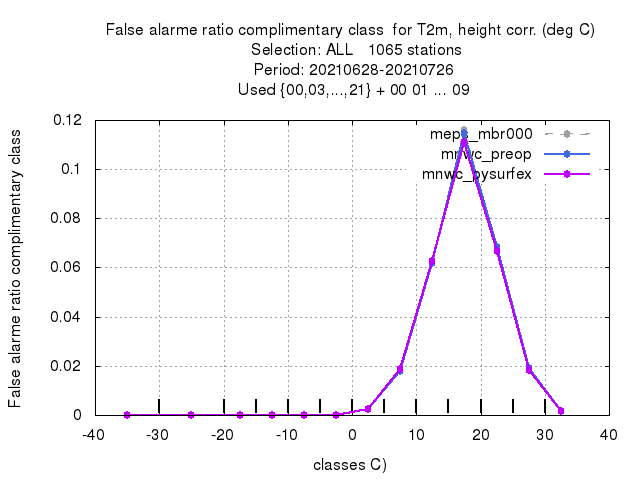 False alarme ratio complimentary class  for T2m, height corr. (deg C)
Selection: ALL   1065 stations
Period: 20210628-20210726
Used {00,03,...,21} + 00 01 ... 09
meps_mbr000
mnwc_preop
mnwc_pysurfex
False alarme ratio complimentary class
0.12
0.1
0.08
0.06
0.04
0.02
0
-40 -30 -20 -10 0 10 20 30 40
classes C)